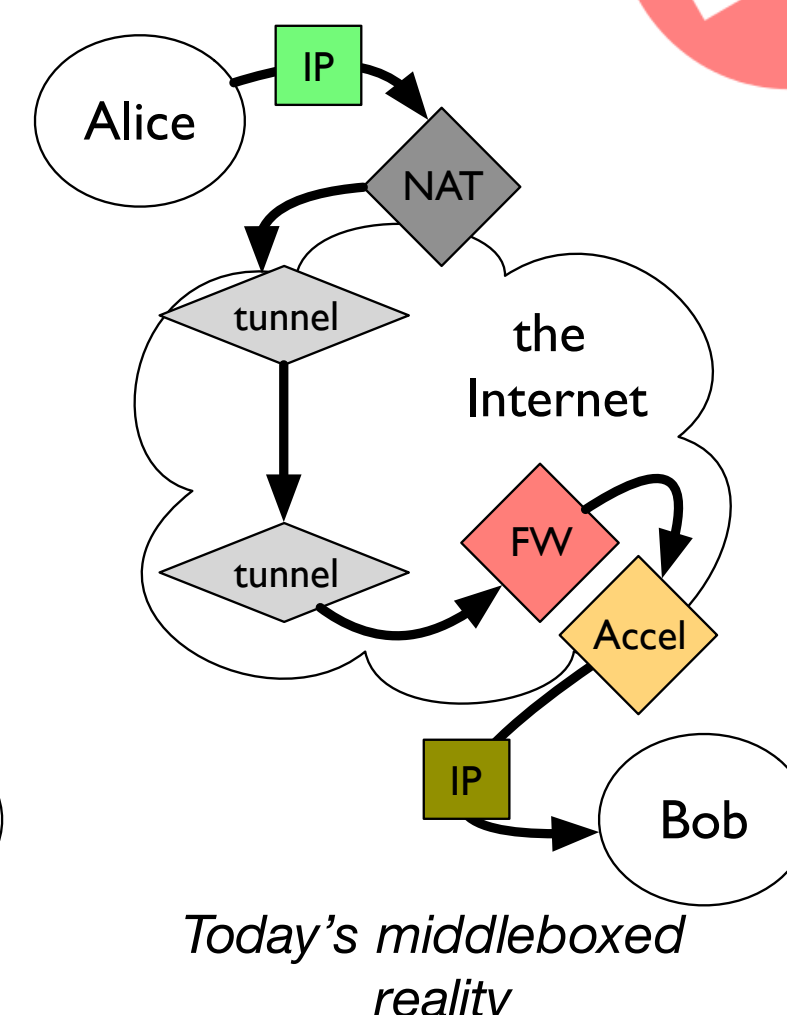 IP
Alice
NAT
tunnel
the
Internet
FW
tunnel
Accel
IP
Bob
Today's middleboxed
reality